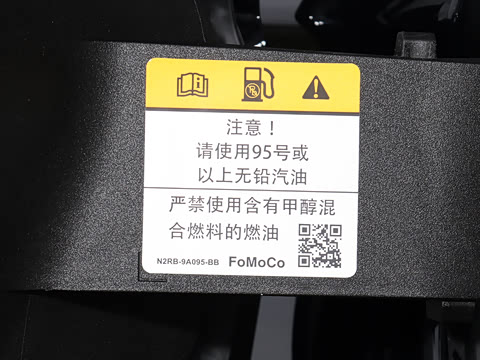 注意！
请使用95号或
以上无铅汽油
严禁使用含有甲醇混
合燃料的燃油
N2RB-9A095-BB FoMoCo